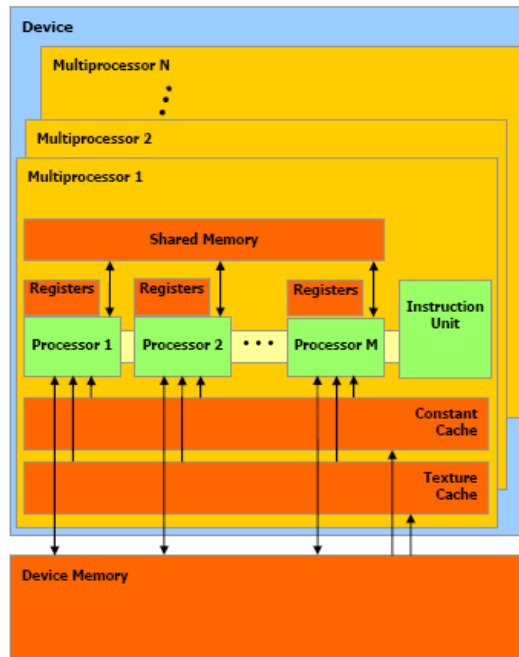 Device
Multiprocessor N
Multiprocessor 2
Multiprocessor 1
Shared Memory
Registers
Registers
Registers
Instruction
Unit
Processor 1
Processor 2
Processor M
Constant
Cache
Texture
Cache
Device Memory